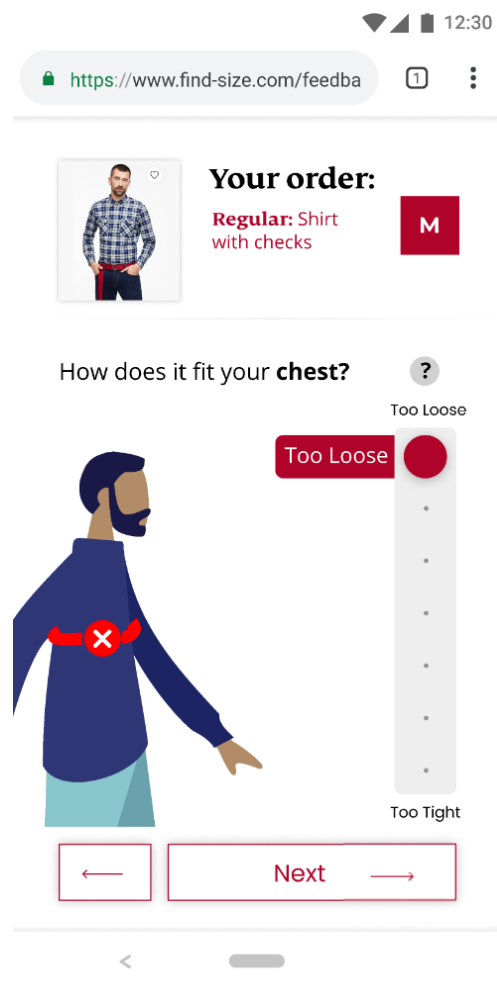 12:30
https://www.find-size.com/feedba
1
Your order:
Regular: Shirt
with checks
M
How does it fit your chest?
?
Too Loose
Too Loose
Too Tight
Next